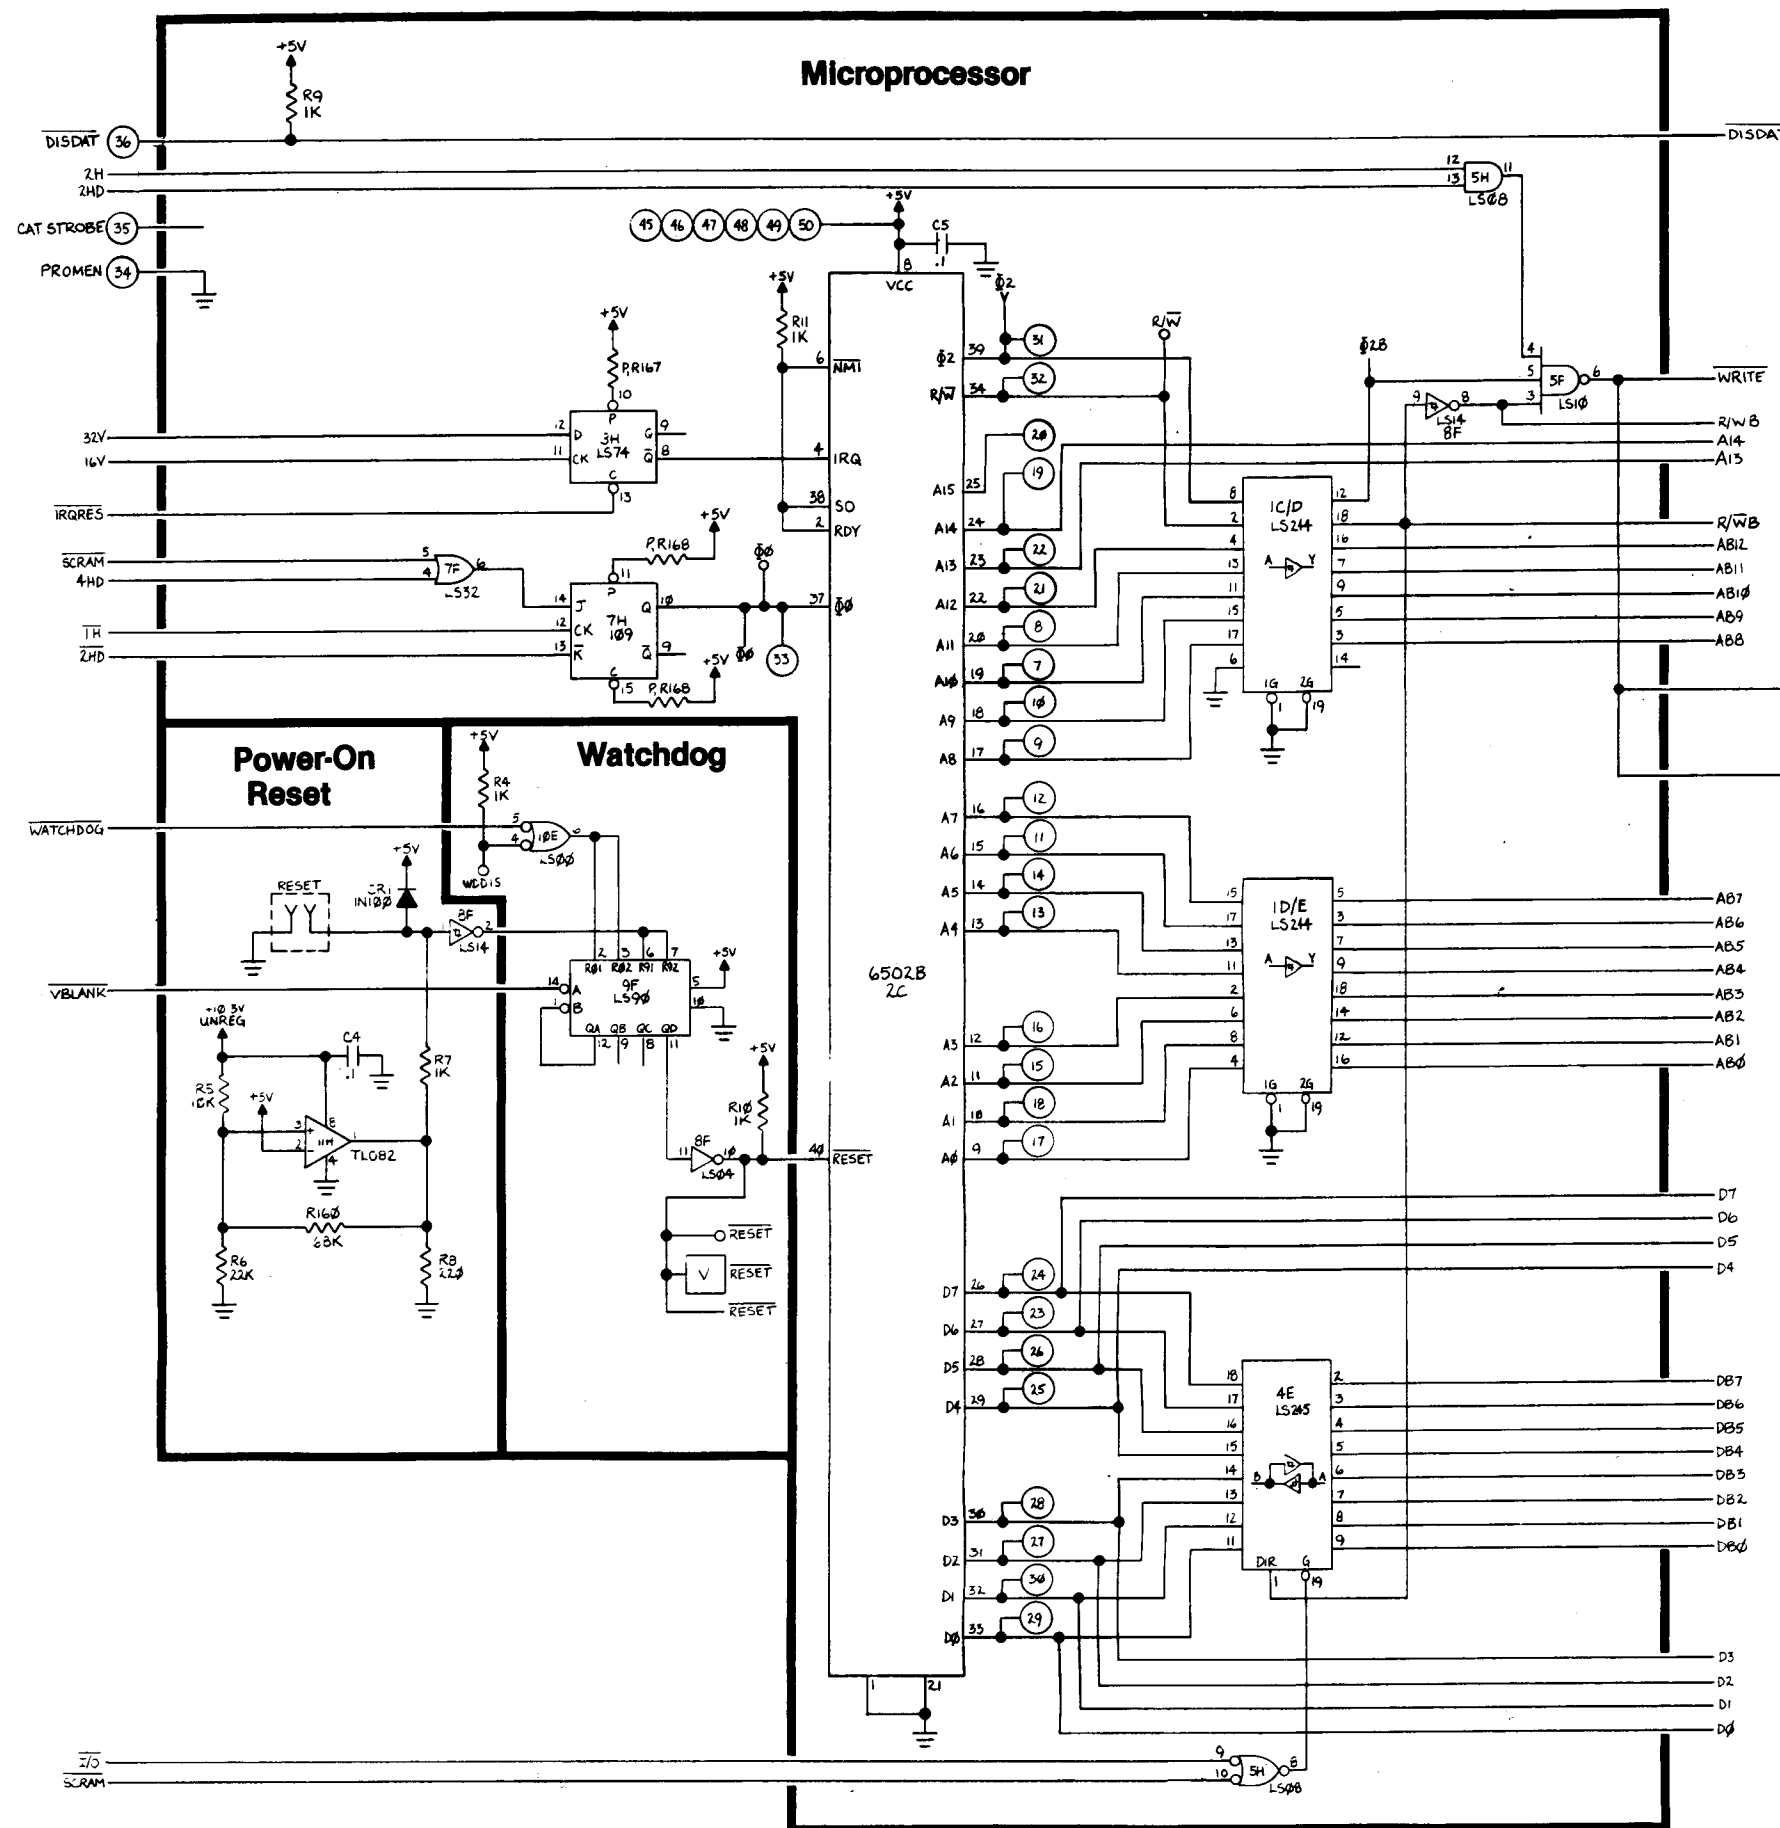 Microprocessor
+5V
R9
1K
DISDAT 36
DISDAT
2H
2HD
12
13
5H
11
LS08
CAT STROBE 35
PROMEN 34
45 46 47 48 49 50
+5V
C5
.1
8
VCC
+5V
R11
1K
6
NMI
Φ2
31
Φ2 39
32
R/W 34
R/W
Φ2B
4
5
3
5F
6
LS10
WRITE
9
8
LS14
8F
R/WB
A14
A13
+5V
P,R167
10
P
32V
12
D
3H
LS74
Q
9
16V
11
CK
Q
8
C
13
IRQRES
4
IRQ
38
SO
2
RDY
SCRAM
5
4HD
4
7F
6
LS32
P,R168
+5V
11
P
14
J
Q
10
7H
109
1H
12
CK
2HD
13
K
Q
9
C
15
P,R168
+5V
Φ0
Φ0
33
37
Φ0
20
A15 25
19
A14 24
22
A13 23
21
A12 22
8
A11 20
7
A10 19
10
A9 18
9
A8 17
8
2
4
13
11
15
17
6
1C/D
LS244
A Y
12
18
16
7
9
5
3
14
1G 2G
1 19
R/WB
AB12
AB11
AB10
AB9
AB8
Power-On
Reset
Watchdog
+5V
R4
1K
WATCHDOG
5
4
10E
6
LS00
WDDIS
RESET
+5V
CR1
1N100
8F
2
LS14
2 3 6 7
R01 R02 R91 R92
9F
LS90
VBLANK
14
A
1
B
5
10
+5V
QA QB QC QD
12 9 8 11
+10.3V
UNREG
C4
.1
R5
10K
+5V
3
2
+
-
8
11H
1
4
TL082
R7
1K
R160
68K
R6
22K
R8
220
+5V
R10
1K
11
8F
10
LS04
40
RESET
RESET
V RESET
RESET
6502B
2C
12
A7 16
11
A6 15
14
A5 14
13
A4 13
16
A3 12
15
A2 11
18
A1 10
17
A0 9
15
17
13
11
2
6
8
4
1D/E
LS244
A Y
5
3
7
9
18
14
12
16
1G 2G
1 19
AB7
AB6
AB5
AB4
AB3
AB2
AB1
AB0
D7
D6
D5
D4
24
D7 26
23
D6 27
26
D5 28
25
D4 29
28
D3 30
27
D2 31
30
D1 32
29
D0 33
18
17
16
15
14
13
12
11
4E
LS245
B A
2
3
4
5
6
7
8
9
DIR G
1 19
DB7
DB6
DB5
DB4
DB3
DB2
DB1
DB0
1 21
D3
D2
D1
D0
I/O
SCRAM
9
10
5H
8
LS08